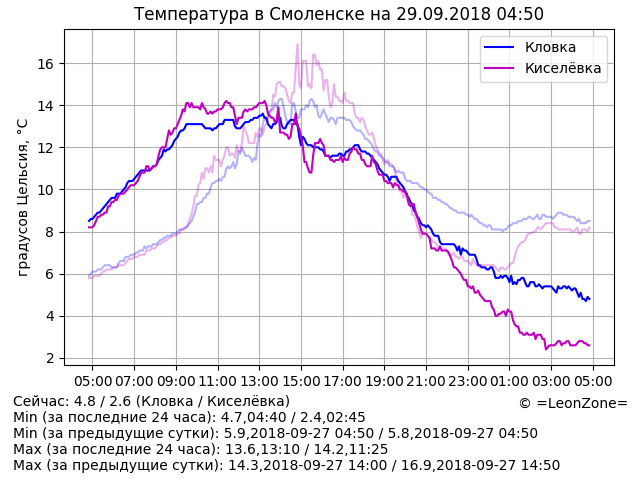 Температура в Смоленске на 29.09.2018 04:50
градусов Цельсия, °C
16
14
12
10
8
6
4
2
Кловка
Киселёвка
05:00 07:00 09:00 11:00 13:00 15:00 17:00 19:00 21:00 23:00 01:00 03:00 05:00
Сейчас: 4.8 / 2.6 (Кловка / Киселёвка)
© =LeonZone=
Min (за последние 24 часа): 4.7,04:40 / 2.4,02:45
Min (за предыдущие сутки): 5.9,2018-09-27 04:50 / 5.8,2018-09-27 04:50
Max (за последние 24 часа): 13.6,13:10 / 14.2,11:25
Max (за предыдущие сутки): 14.3,2018-09-27 14:00 / 16.9,2018-09-27 14:50